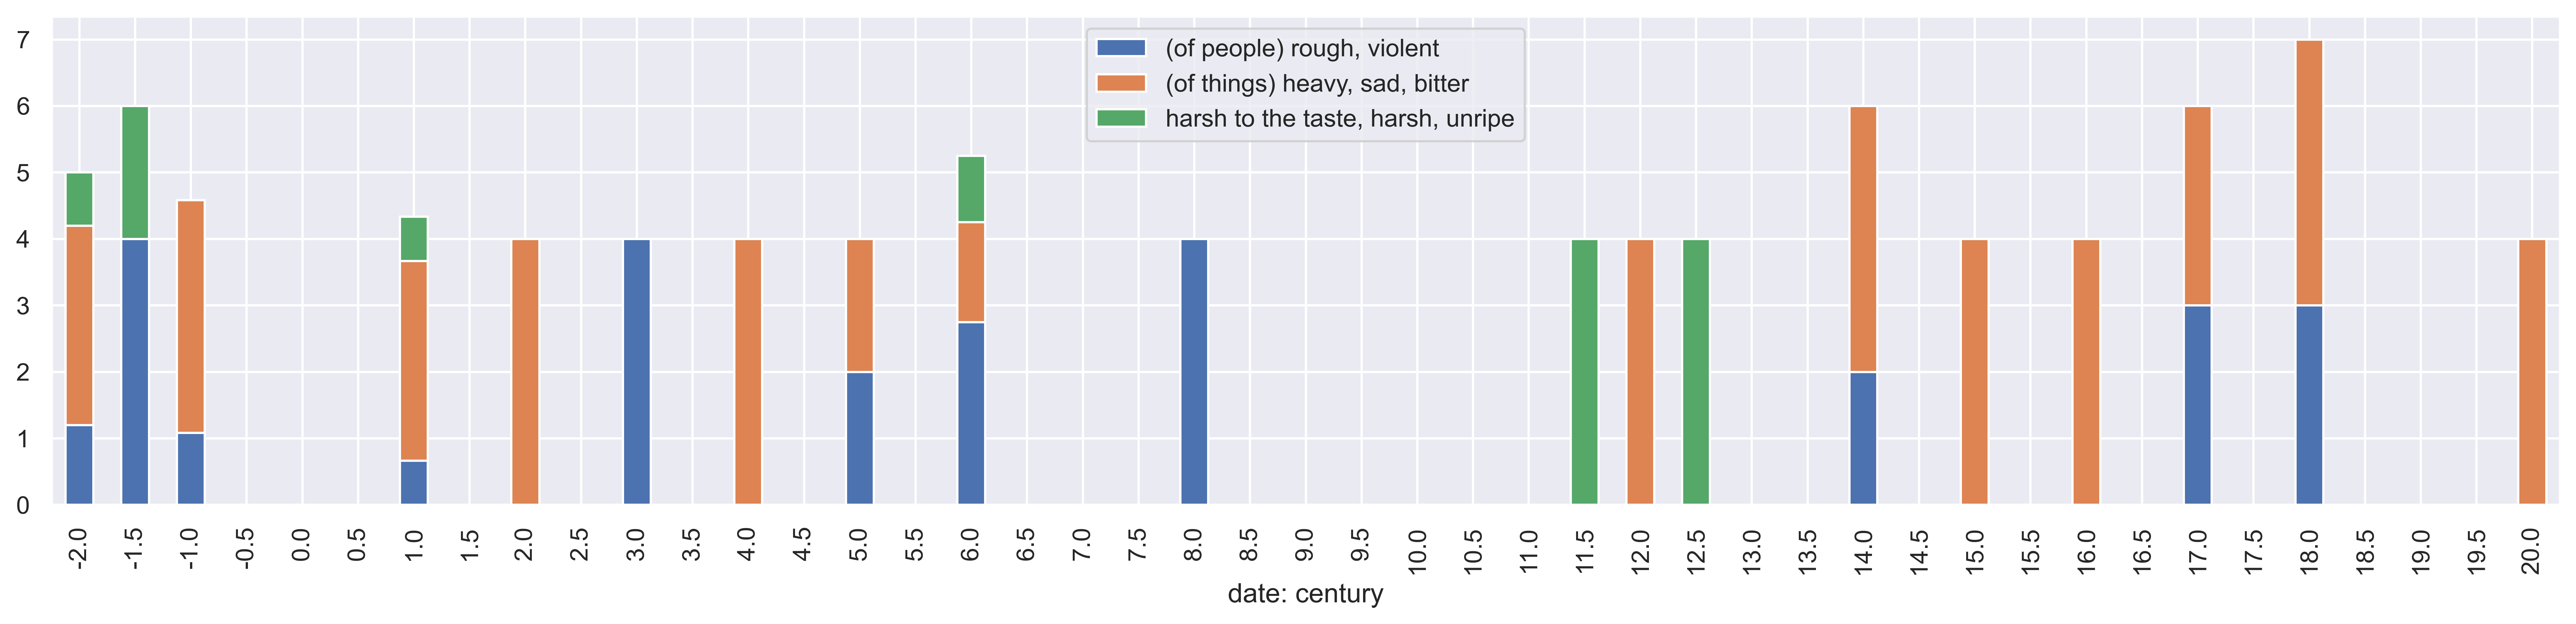 7
6
5
4
3
2
1
0
(of people) rough, violent
(of things) heavy, sad, bitter
harsh to the taste, harsh, unripe
-2.0 -1.5 -1.0 -0.5 0.0 0.5 1.0 1.5 2.0 2.5 3.0 3.5 4.0 4.5 5.0 5.5 6.0 6.5 7.0 7.5 8.0 8.5 9.0 9.5 10.0 10.5 11.0 11.5 12.0 12.5 13.0 13.5 14.0 14.5 15.0 15.5 16.0 16.5 17.0 17.5 18.0 18.5 19.0 19.5 20.0
date: century